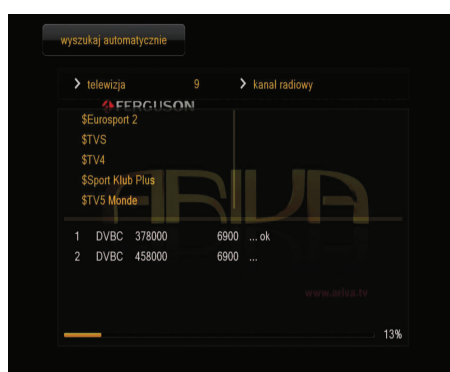 wyszukaj automatycznie
telewizja 9 kanal radiowy
FERGUSON
$Eurosport 2
$TVS
$TV4
$Sport Klub Plus
$TV5 Monde
ARIVA
1 DVBC 378000 6900 ... ok
2 DVBC 458000 6900 ...
www.ariva.tv
13%